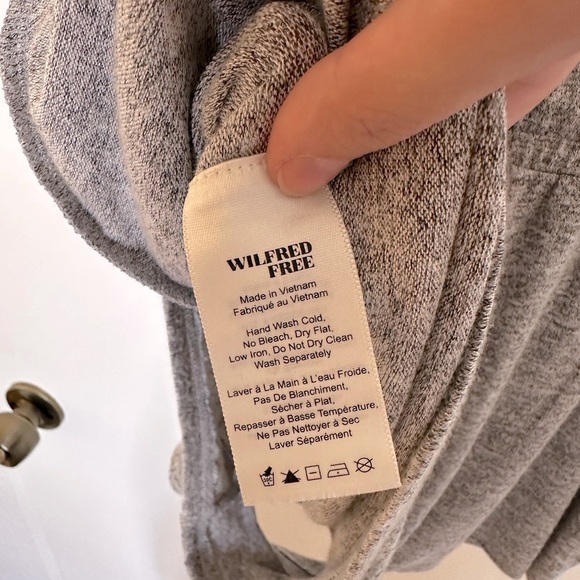 WILFRED
FREE
Made in Vietnam
Fabriqué au Vietnam
Hand Wash Cold,
No Bleach, Dry Flat,
Low Iron, Do Not Dry Clean
Wash Separately
Laver à La Main à L'eau Froide,
Pas De Blanchiment,
Sècher à Plat,
Repasser à Basse Température,
Ne Pas Nettoyer à Sec
Laver Séparément